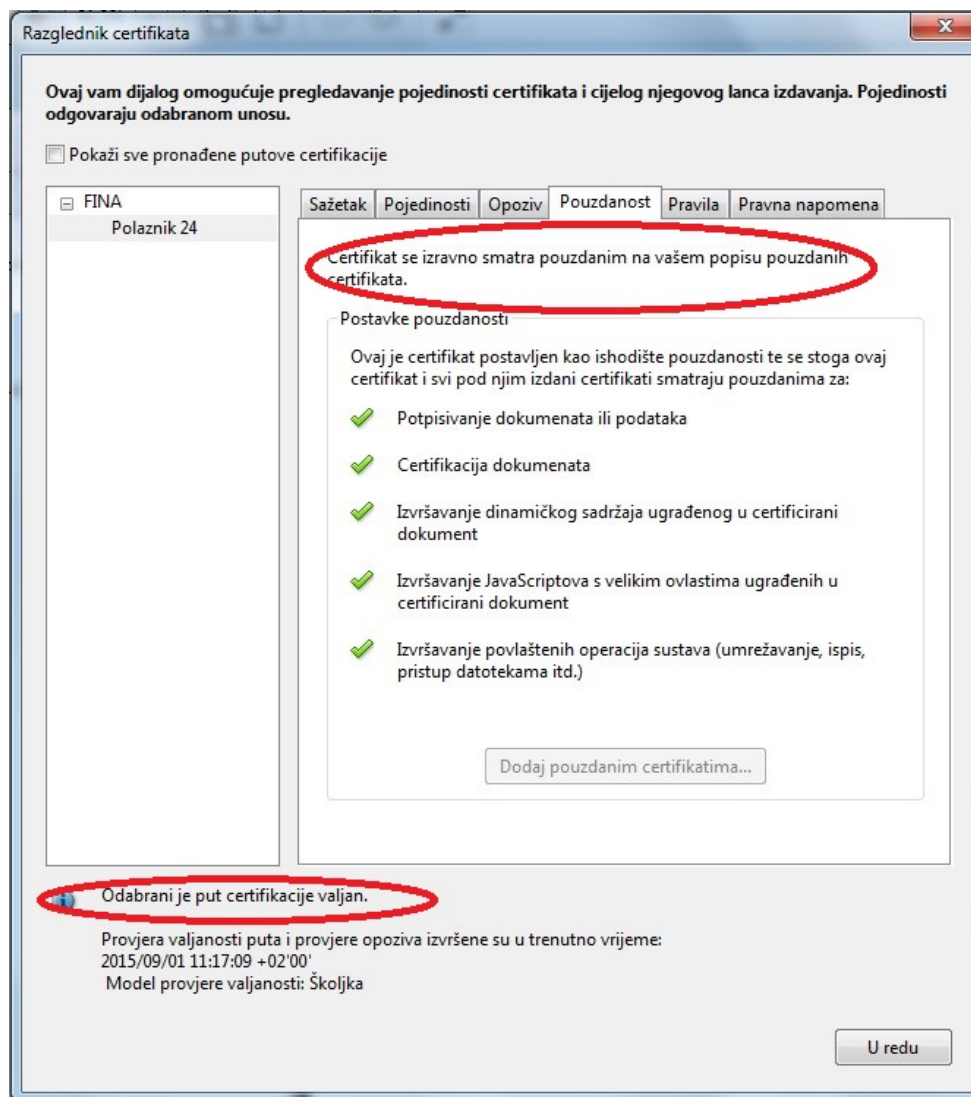 Razglednik certifikata
Ovaj vam dijalog omogućuje pregledavanje pojedinosti certifikata i cijelog njegovog lanca izdavanja. Pojedinosti
odgovaraju odabranom unosu.
Pokaži sve pronađene putove certifikacije
FINA
Polaznik 24
Sažetak Pojedinosti Opoziv Pouzdanost Pravila Pravna napomena
Certifikat se izravno smatra pouzdanim na vašem popisu pouzdanih
certifikata.
Postavke pouzdanosti
Ovaj je certifikat postavljen kao ishodište pouzdanosti te se stoga ovaj
certifikat i svi pod njim izdani certifikati smatraju pouzdanima za:
Potpisivanje dokumenata ili podataka
Certifikacija dokumenata
Izvršavanje dinamičkog sadržaja ugrađenog u certificirani
dokument
Izvršavanje JavaScriptova s velikim ovlastima ugrađenih u
certificirani dokument
Izvršavanje povlaštenih operacija sustava (umrežavanje, ispis,
pristup datotekama itd.)
Dodaj pouzdanim certifikatima...
Odabrani je put certifikacije valjan.
Provjera valjanosti puta i provjere opoziva izvršene su u trenutno vrijeme:
2015/09/01 11:17:09 +02'00'
Model provjere valjanosti: Školjka
U redu